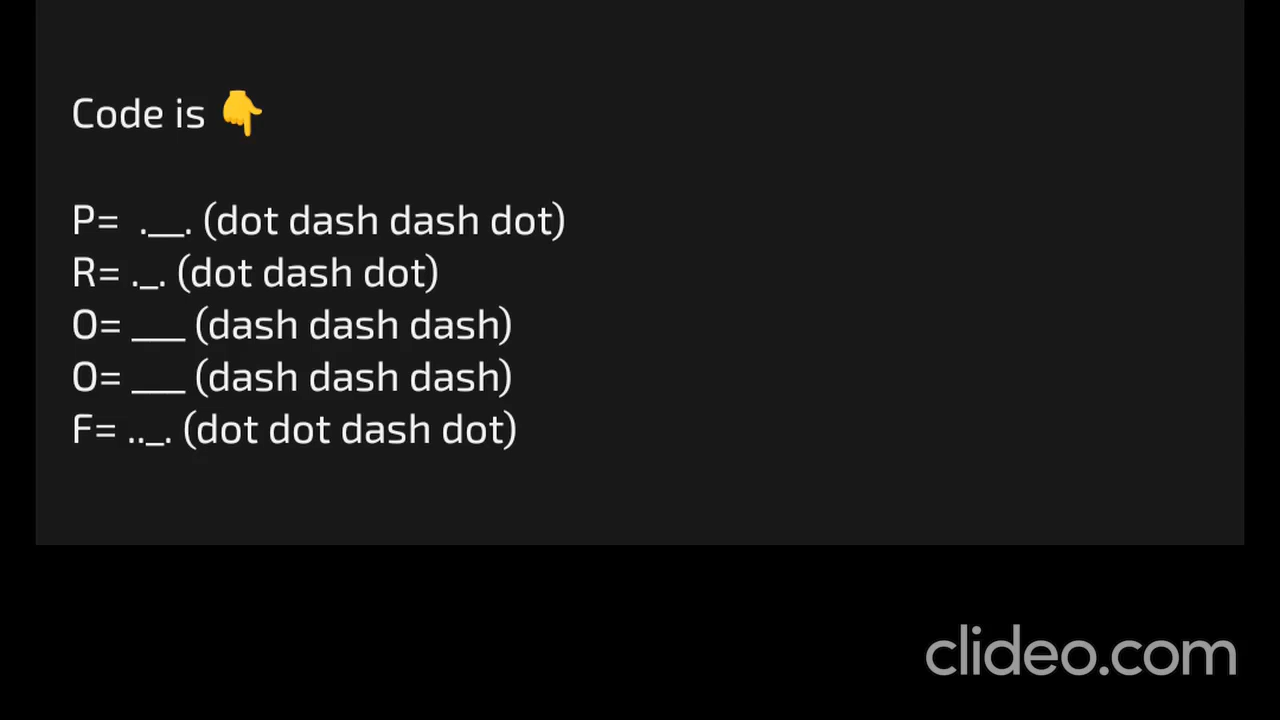 Code is 👇
P= .__. (dot dash dash dot)
R= ._. (dot dash dot)
O= ___ (dash dash dash)
O= ___ (dash dash dash)
F= .._. (dot dot dash dot)
clideo.com